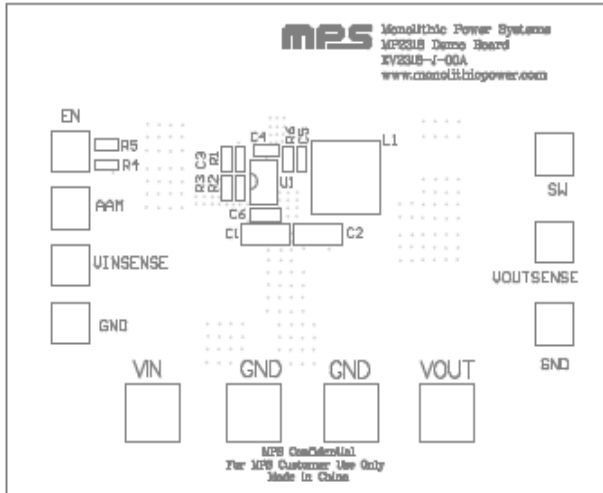 MPS
Monolithic Power Systems
MP2315 Demo Board
EV2315-J-00A
www.monolithicpower.com
EN
R5
R4
AAM
VINSENSE
GND
C4
R6
C5
L1
C3
R1
R3
R2
U1
C6
C1
C2
SW
VOUTSENSE
GND
VIN
GND
GND
VOUT
MPS Confidential
For MPS Customer Use Only
Made in China